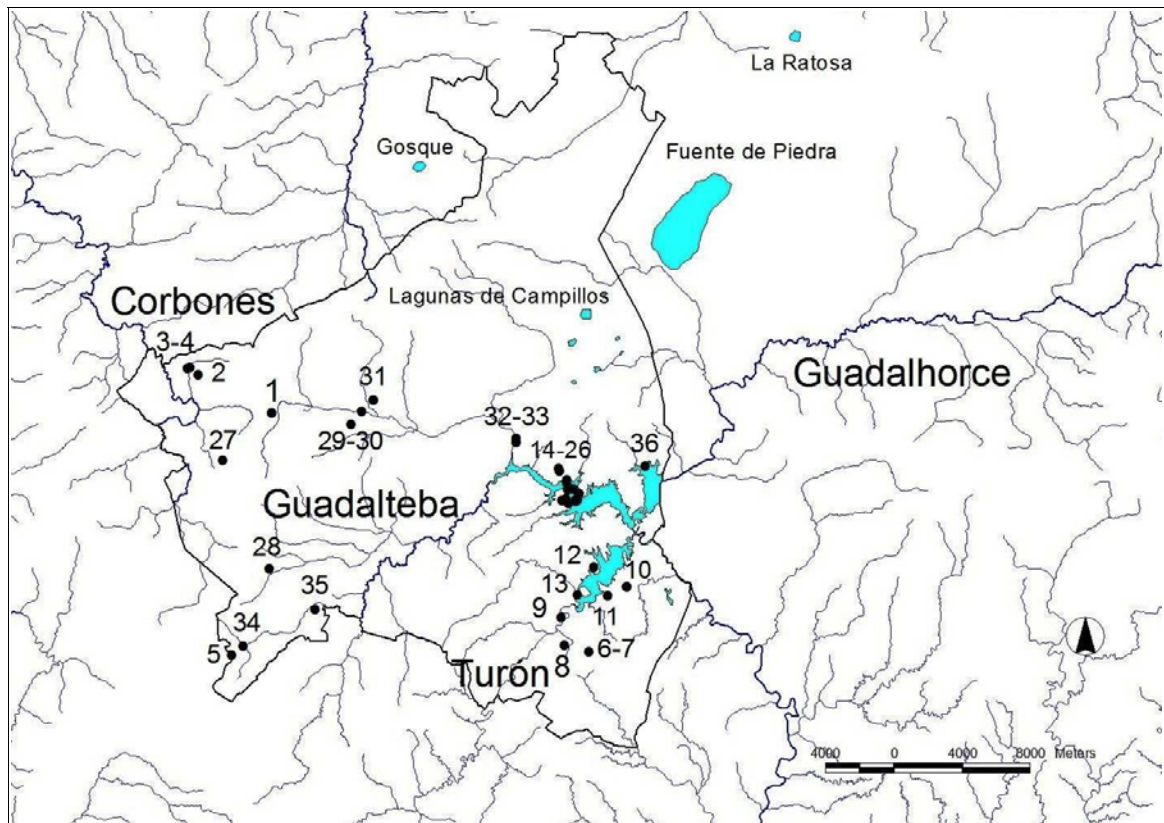 La Ratosa
Gosque
Fuente de Piedra
Corbones
Lagunas de Campillos
3-4
2
1
31
Guadalhorce
29-30
32-33
27
14-26
36
Guadalteba
28
12
10
35
13
11
9
34
5
8
6-7
Turón
4000 0 4000 8000 Meters